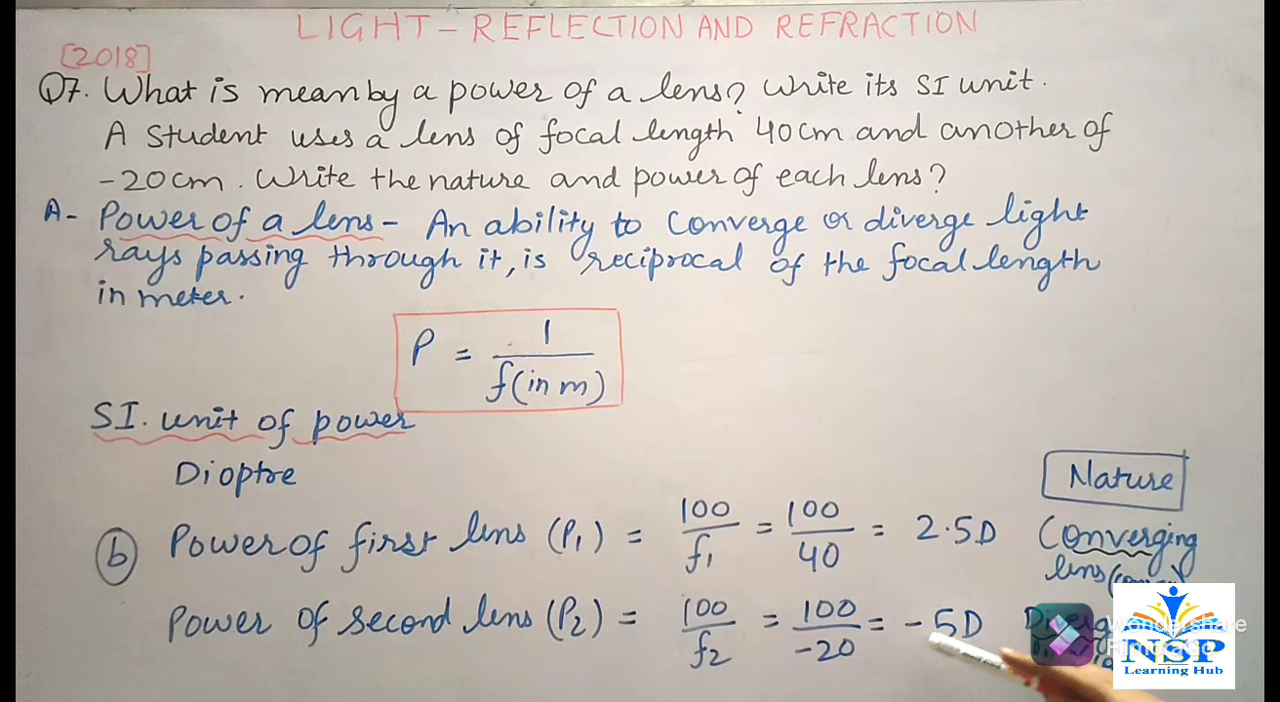 LIGHT - REFLECTION AND REFRACTION
[2018]
Q7. What is mean by a power of a lens? Write its SI unit.
A student uses a lens of focal length 40cm and another of
-20cm. Write the nature and power of each lens?
A- Power of a lens - An ability to converge or diverge light
rays passing through it, is reciprocal of the focal length
in meter.
P = 1 / f(in m)
SI. unit of power
Dioptre
Nature
(b) Power of first lens (P1) = 100/f1 = 100/40 = 2.5D Converging
lens
Power of second lens (P2) = 100/f2 = 100/-20 = -5D
Wondershare
Filmora
NSP
Learning Hub